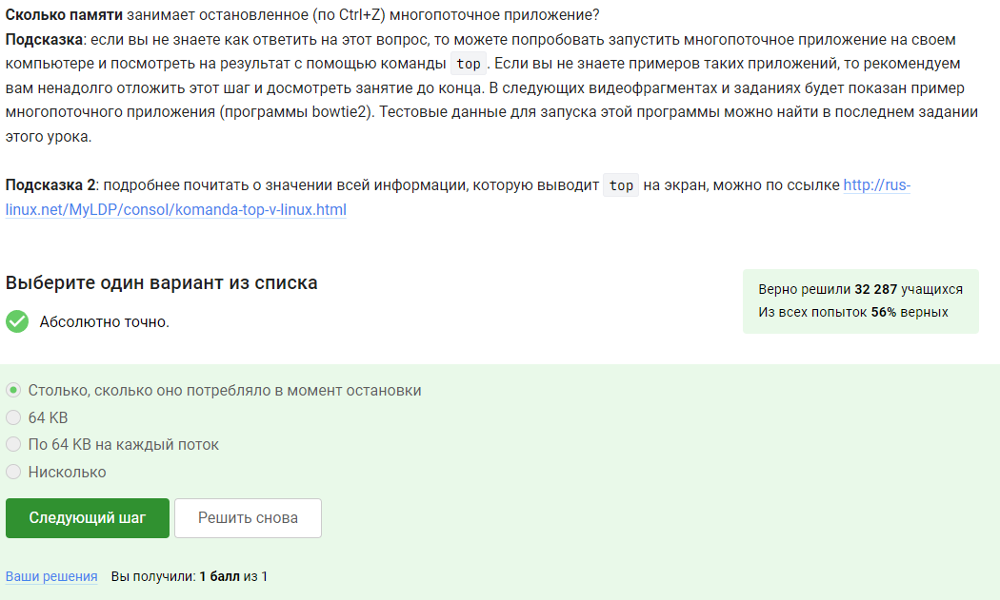 Сколько памяти занимает остановленное (по Ctrl+Z) многопоточное приложение?
Подсказка: если вы не знаете как ответить на этот вопрос, то можете попробовать запустить многопоточное приложение на своем
компьютере и посмотреть на результат с помощью команды top. Если вы не знаете примеров таких приложений, то рекомендуем
вам ненадолго отложить этот шаг и досмотреть занятие до конца. В следующих видеофрагментах и заданиях будет показан пример
многопоточного приложения (программы bowtie2). Тестовые данные для запуска этой программы можно найти в последнем задании
этого урока.
Подсказка 2: подробнее почитать о значении всей информации, которую выводит top на экран, можно по ссылке http://rus-
linux.net/MyLDP/consol/komanda-top-v-linux.html
Выберите один вариант из списка
Верно решили 32 287 учащихся
Из всех попыток 56% верных
Абсолютно точно.
Столько, сколько оно потребляло в момент остановки
64 KB
По 64 KB на каждый поток
Нисколько
Следующий шаг
Решить снова
Ваши решения Вы получили: 1 балл из 1